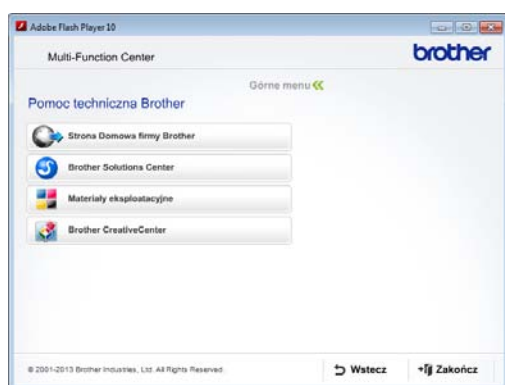 Adobe Flash Player 10
Multi-Function Center
brother
Górne menu
Pomoc techniczna Brother
Strona Domowa firmy Brother
Brother Solutions Center
Materiały eksploatacyjne
Brother CreativeCenter
© 2001-2013 Brother Industries, Ltd. All Rights Reserved.
Wstecz
Zakończ